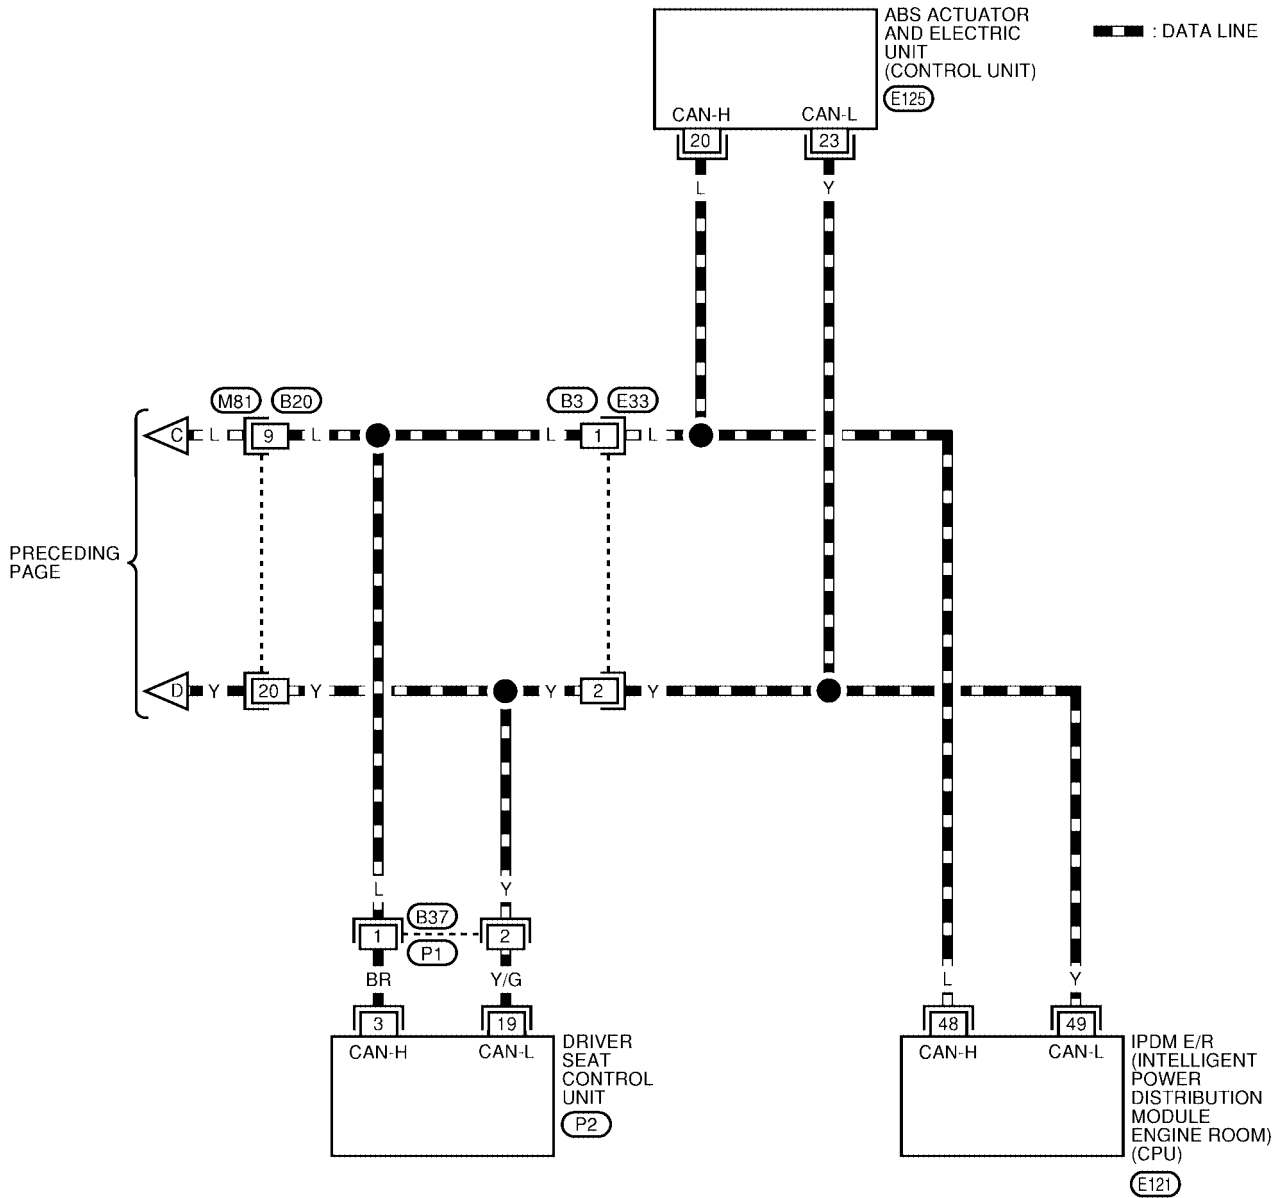 ABS ACTUATOR
AND ELECTRIC
UNIT
(CONTROL UNIT)
E125
: DATA LINE
CAN-H CAN-L
20 23
L Y
M81 B20 B3 E33
C L 9 L L 1 L
PRECEDING
PAGE
D Y 20 Y Y 2 Y
L Y
B37
1 2
P1
BR Y/G
L Y
3 19
48 49
CAN-H CAN-L
CAN-H CAN-L
DRIVER
SEAT
CONTROL
UNIT
P2
IPDM E/R
(INTELLIGENT
POWER
DISTRIBUTION
MODULE
ENGINE ROOM)
(CPU)
E121